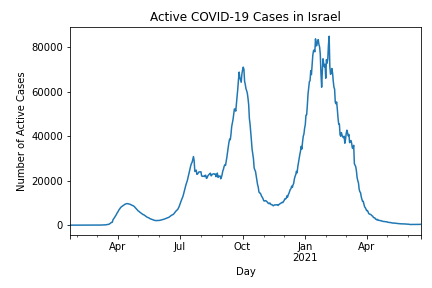 Active COVID-19 Cases in Israel
Number of Active Cases
80000
60000
40000
20000
0
Apr
Jul
Oct
Jan
2021
Apr
Day